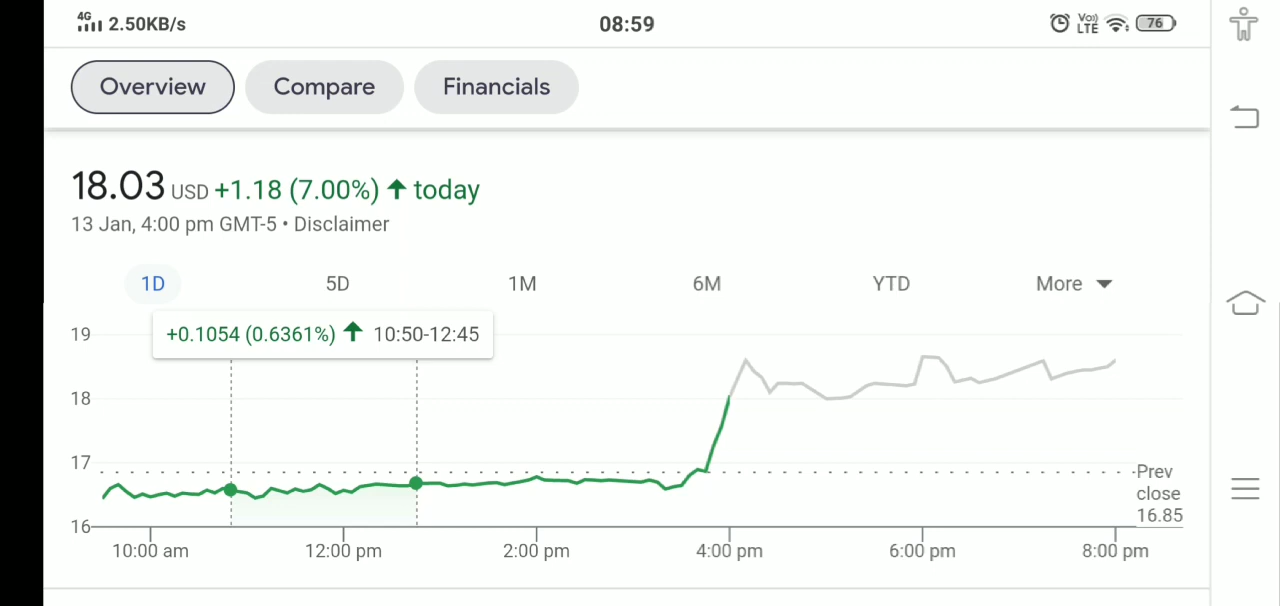 4G 2.50KB/s 08:59 Vo)) LTE 76
Overview Compare Financials
18.03 USD +1.18 (7.00%) ↑ today
13 Jan, 4:00 pm GMT-5 • Disclaimer
1D 5D 1M 6M YTD More
+0.1054 (0.6361%) ↑ 10:50-12:45
19
18
17
Prev
close
16.85
16
10:00 am 12:00 pm 2:00 pm 4:00 pm 6:00 pm 8:00 pm